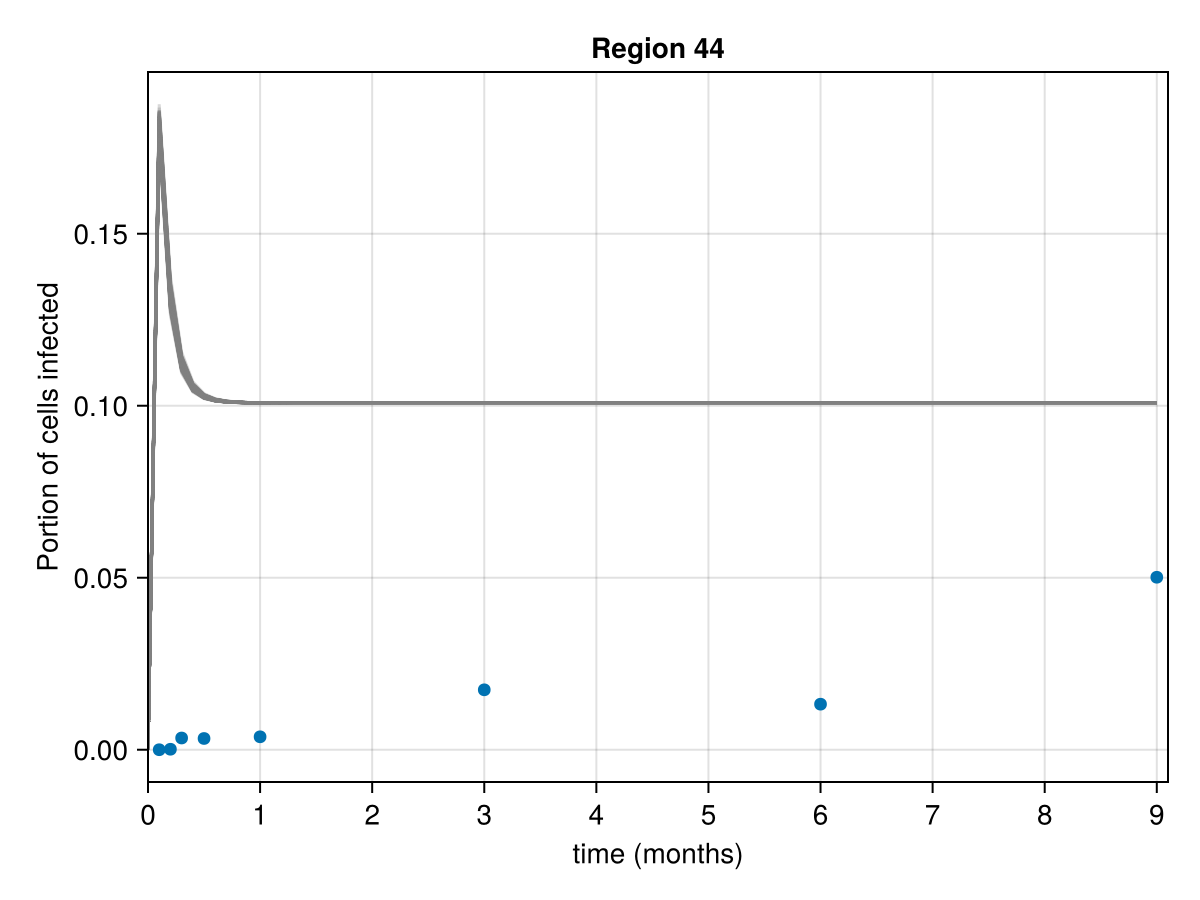 Region 44
Portion of cells infected
0.15
0.10
0.05
0.00
0 1 2 3 4 5 6 7 8 9
time (months)